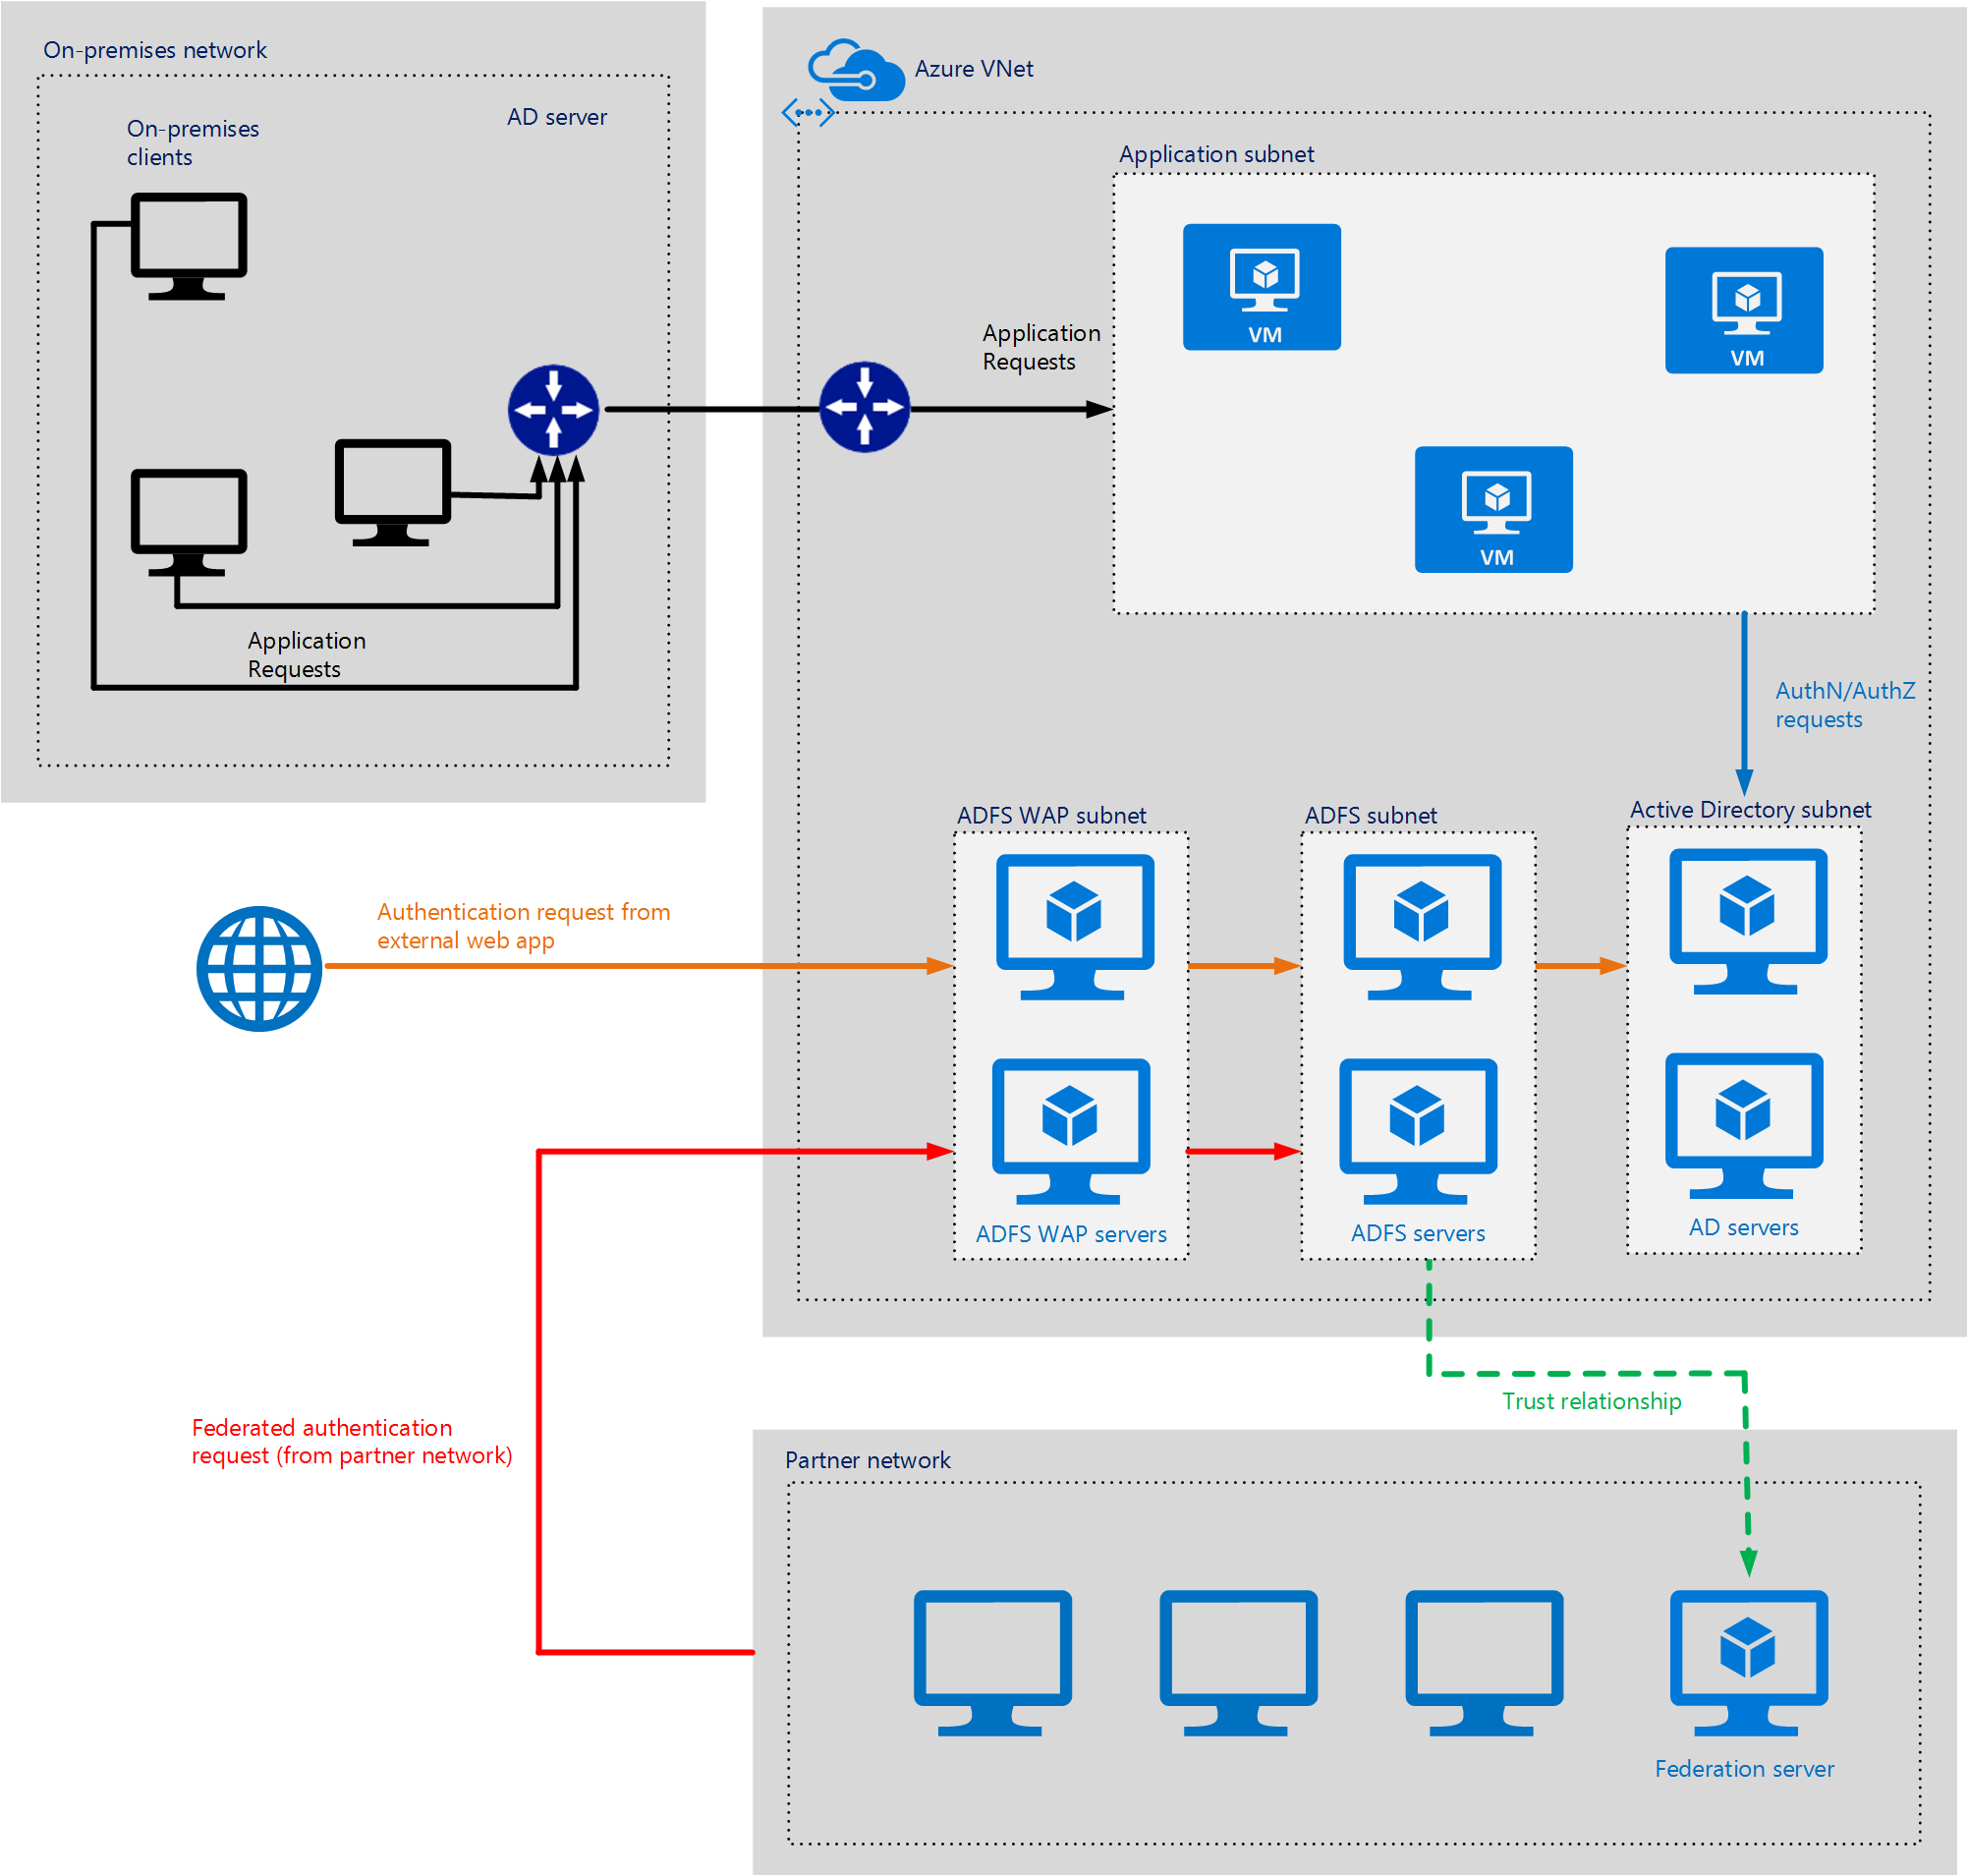 On-premises network
AD server
On-premises
clients
Application
Requests
Azure VNet
Application subnet
VM
VM
VM
Application
Requests
AuthN/AuthZ
requests
ADFS WAP subnet
ADFS subnet
Active Directory subnet
Authentication request from
external web app
ADFS WAP servers
ADFS servers
AD servers
Trust relationship
Federated authentication
request (from partner network)
Partner network
Federation server